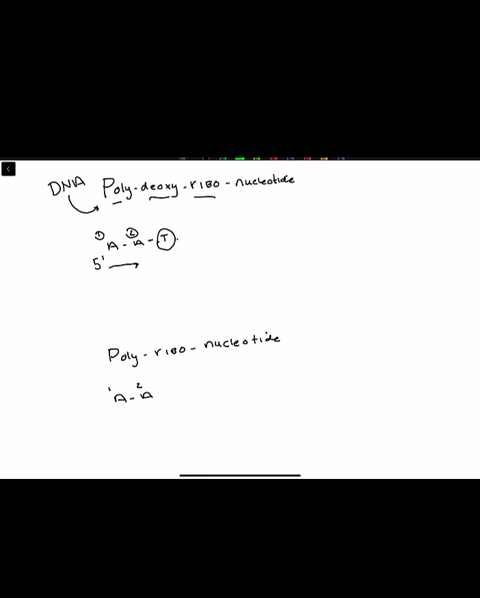 DNA Poly-deoxy-ribo-nucleotide
① A - ② A - T
5'
Poly-ribo-nucleotide
1 A - 2 A